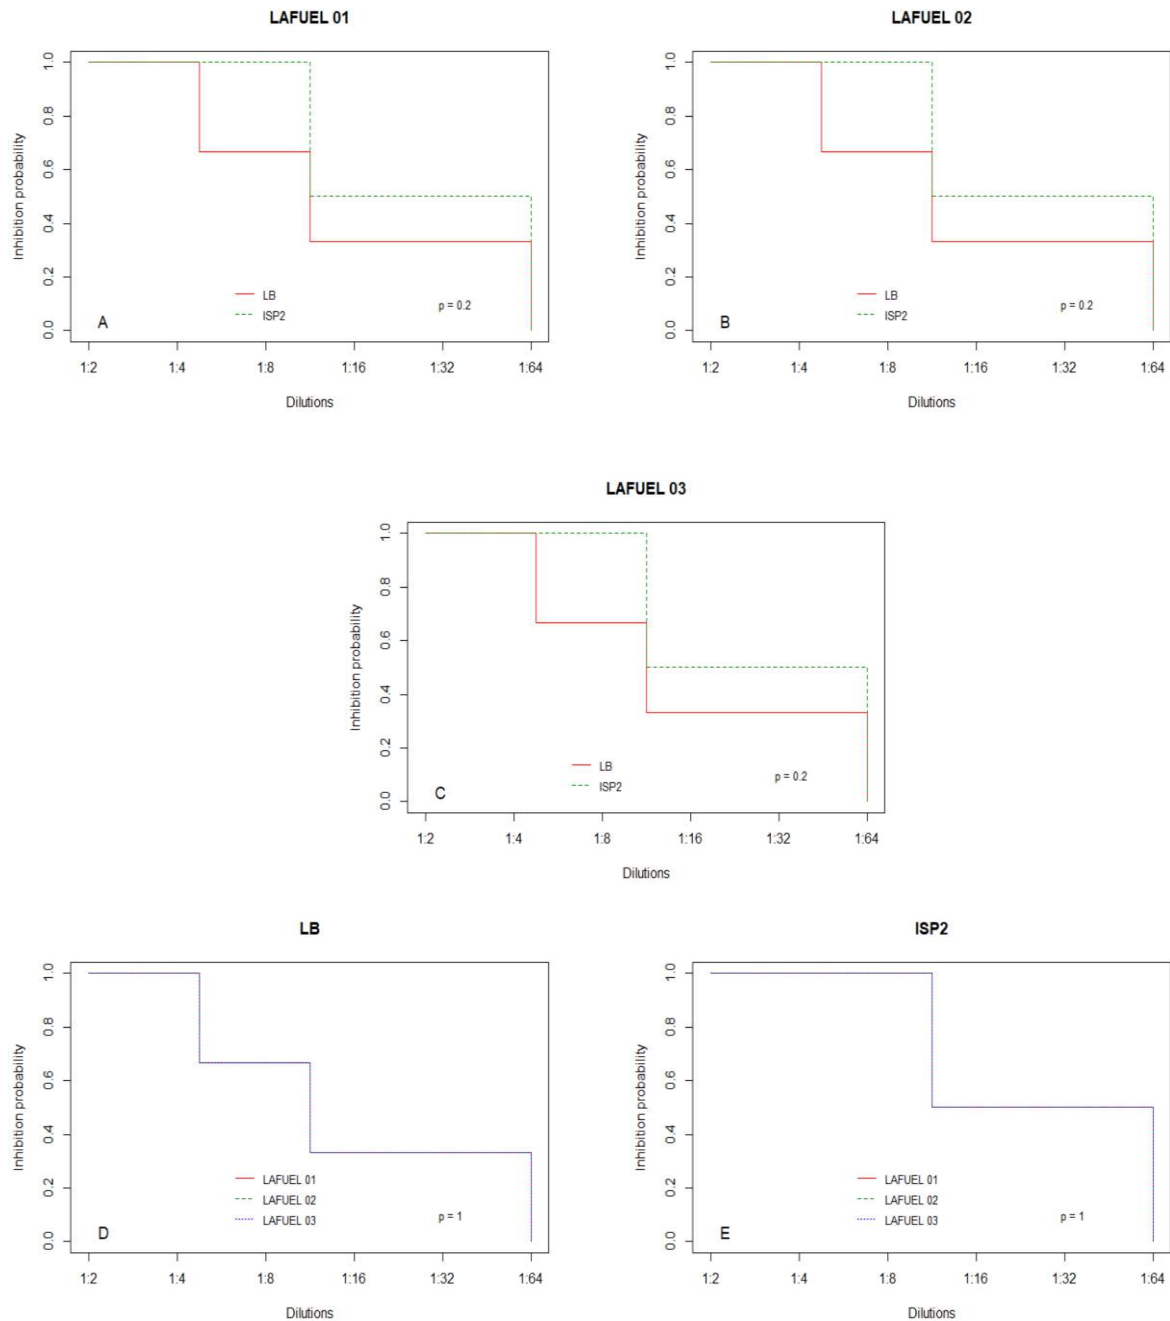 LAFUEL 01
Inhibition probability
1.0
0.8
0.6
0.4
0.2
0.0
LB
ISP2
p = 0.2
A
1:2 1:4 1:8 1:16 1:32 1:64
Dilutions
LAFUEL 02
Inhibition probability
1.0
0.8
0.6
0.4
0.2
0.0
LB
ISP2
p = 0.2
B
1:2 1:4 1:8 1:16 1:32 1:64
Dilutions
LAFUEL 03
Inhibition probability
1.0
0.8
0.6
0.4
0.2
0.0
LB
ISP2
p = 0.2
C
1:2 1:4 1:8 1:16 1:32 1:64
Dilutions
LB
Inhibition probability
1.0
0.8
0.6
0.4
0.2
0.0
LAFUEL 01
LAFUEL 02
LAFUEL 03
p = 1
D
1:2 1:4 1:8 1:16 1:32 1:64
Dilutions
ISP2
Inhibition probability
1.0
0.8
0.6
0.4
0.2
0.0
LAFUEL 01
LAFUEL 02
LAFUEL 03
p = 1
E
1:2 1:4 1:8 1:16 1:32 1:64
Dilutions